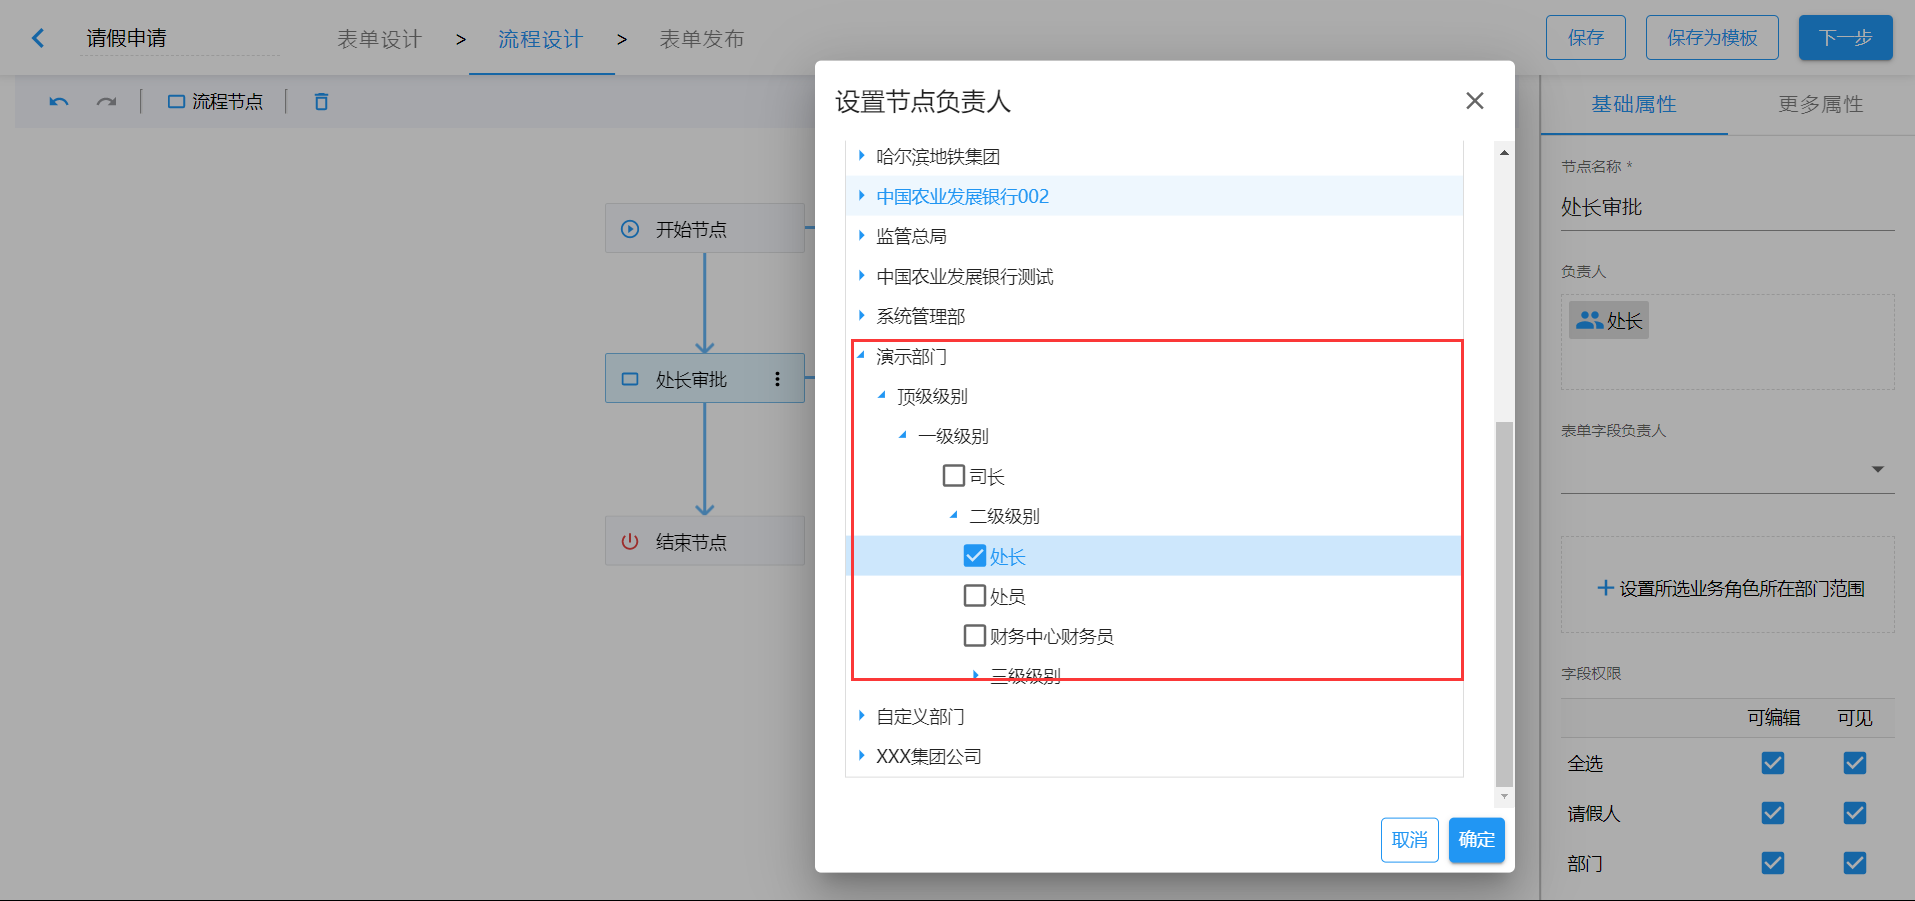 请假申请
表单设计 > 流程设计 > 表单发布
保存 保存为模板 下一步
流程节点
开始节点
处长审批
结束节点
设置节点负责人
哈尔滨地铁集团
中国农业发展银行002
监管总局
中国农业发展银行测试
系统管理部
演示部门
顶级级别
一级级别
司长
二级级别
处长
处员
财务中心财务员
三级级别
自定义部门
XXX集团公司
取消 确定
基础属性 更多属性
节点名称 *
处长审批
负责人
处长
表单字段负责人
+ 设置所选业务角色所在部门范围
字段权限
可编辑 可见
全选
请假人
部门